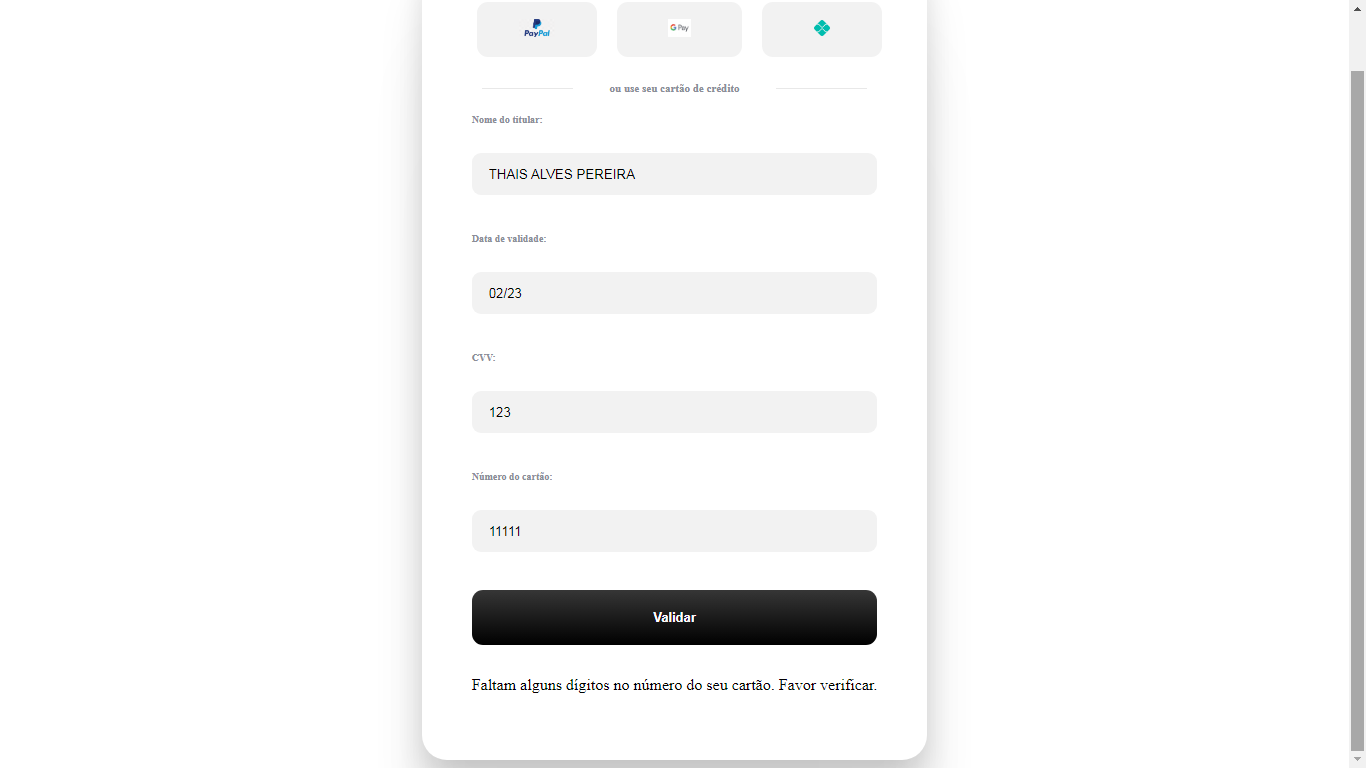 PayPal
G Pay
ou use seu cartão de crédito
Nome do titular:
THAIS ALVES PEREIRA
Data de validade:
02/23
CVV:
123
Número do cartão:
11111
Validar
Faltam alguns dígitos no número do seu cartão. Favor verificar.